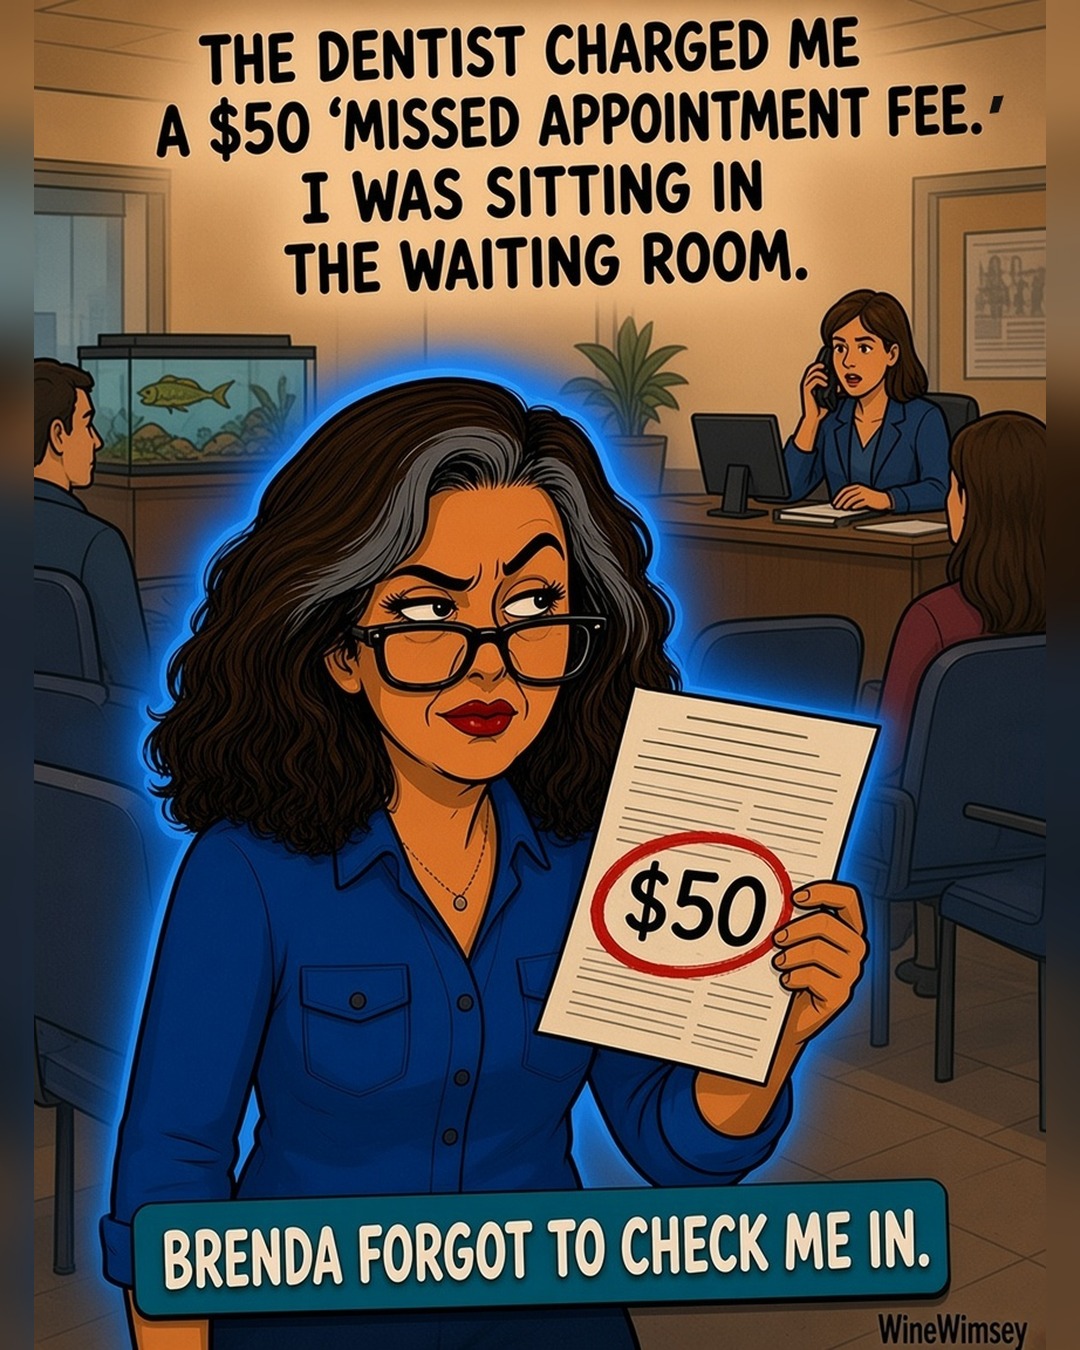 THE DENTIST CHARGED ME
A $50 ‘MISSED APPOINTMENT FEE.’
I WAS SITTING IN
THE WAITING ROOM.
$50
BRENDA FORGOT TO CHECK ME IN.
WineWimsey